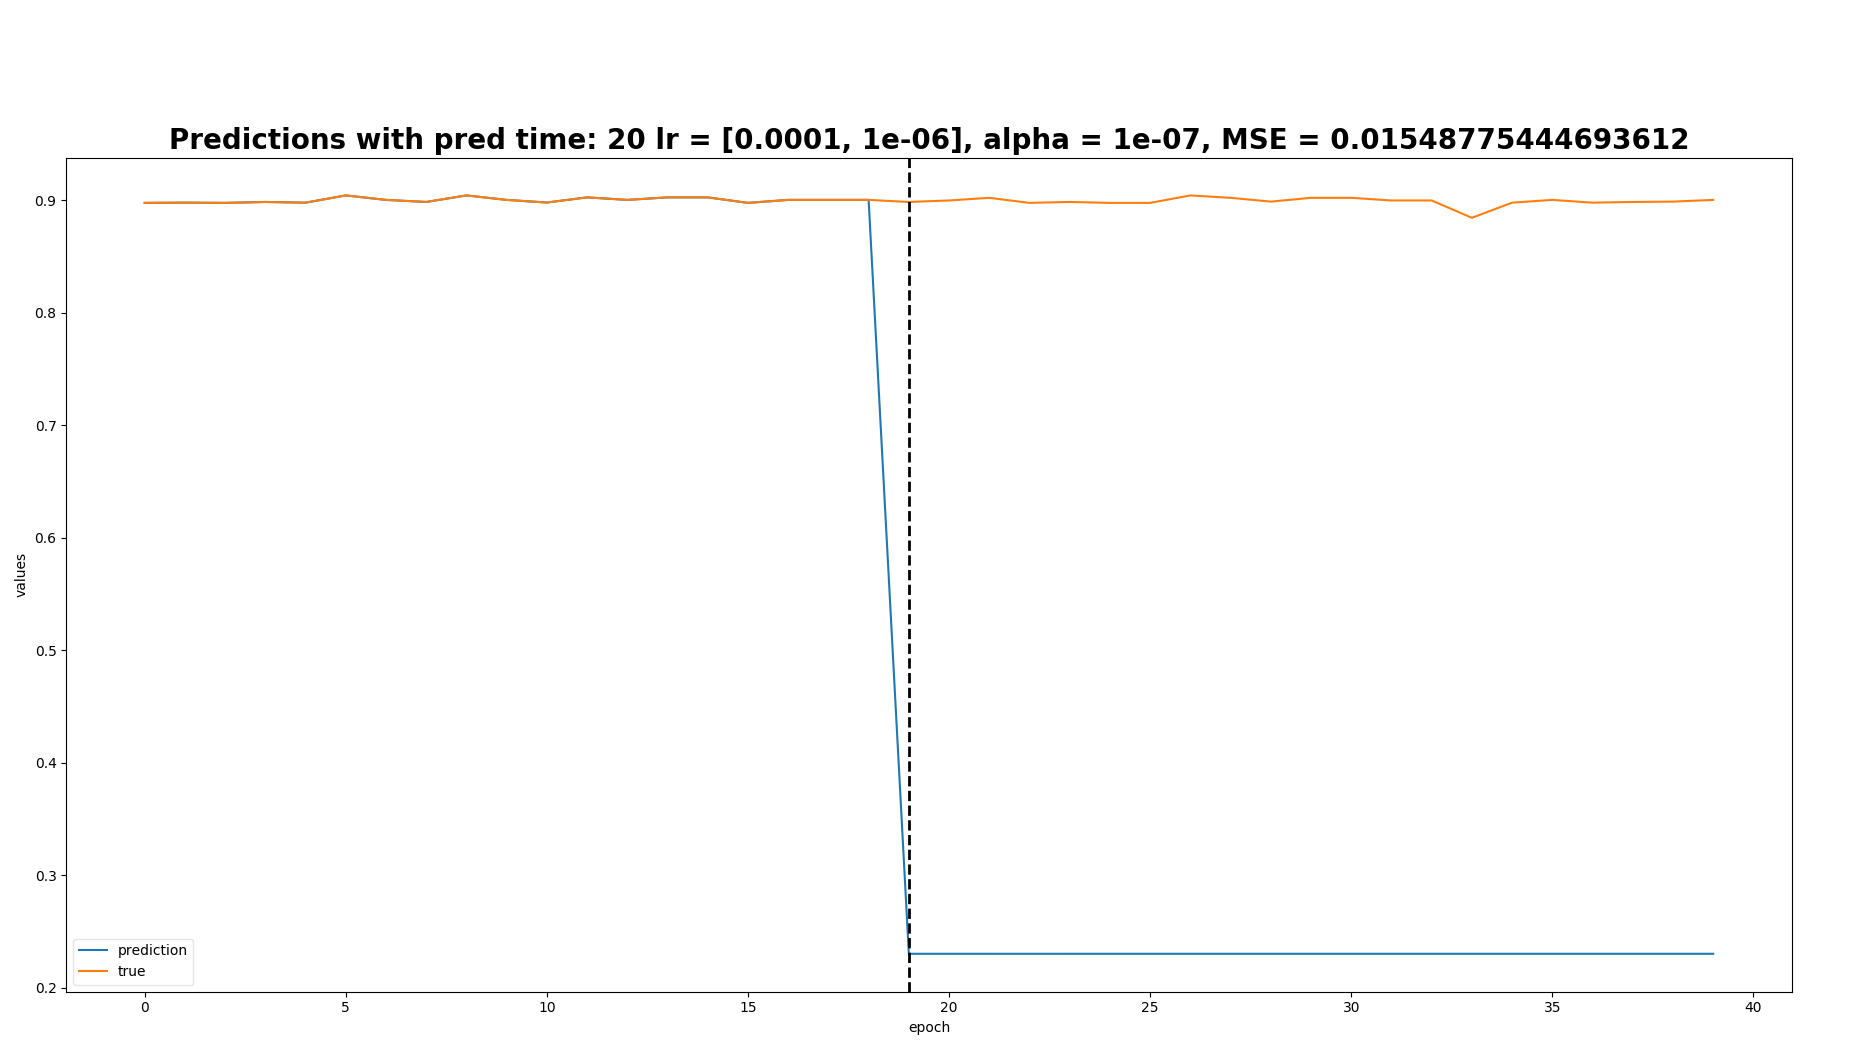 Predictions with pred time: 20 lr = [0.0001, 1e-06], alpha = 1e-07, MSE = 0.01548775444693612
0.9
0.8
0.7
0.6
0.5
0.4
0.3
0.2
values
prediction
true
0 5 10 15 20 25 30 35 40
epoch